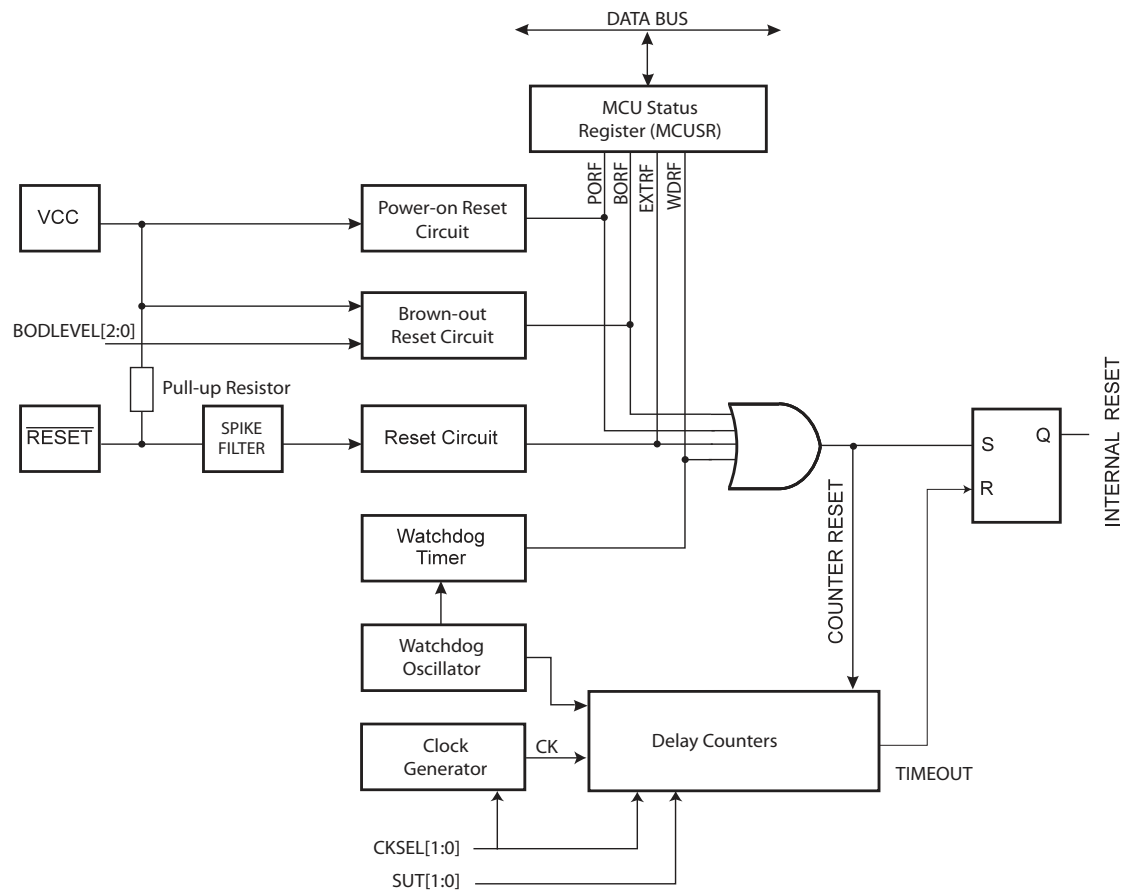 DATA BUS
MCU Status
Register (MCUSR)
PORF
BORF
EXTRF
WDRF
VCC
Power-on Reset
Circuit
Brown-out
Reset Circuit
BODLEVEL[2:0]
Pull-up Resistor
RESET
SPIKE
FILTER
Reset Circuit
S
Q
R
INTERNAL RESET
COUNTER RESET
Watchdog
Timer
Watchdog
Oscillator
Clock
Generator
CK
Delay Counters
TIMEOUT
CKSEL[1:0]
SUT[1:0]